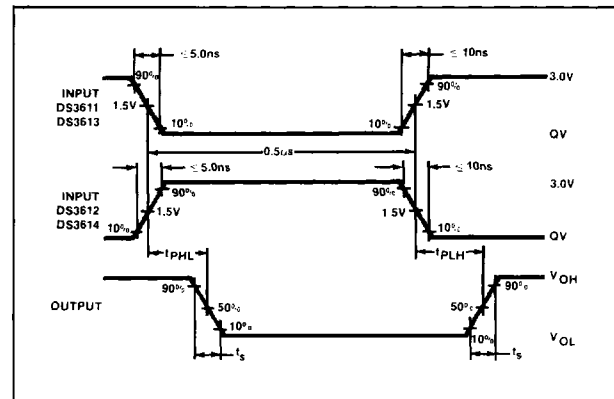 ≤ 5.0ns ≤ 10ns
90% 90% 3.0V
INPUT
DS3611 1.5V 1.5V
DS3613
10% 10% QV
0.5µs
≤ 5.0ns ≤ 10ns
90% 90% 3.0V
INPUT
DS3612 1.5V 1.5V
DS3614
10% 10% QV
tPHL tPLH
90% 90% VOH
OUTPUT 50% 50%
10% 10% VOL
ts ts